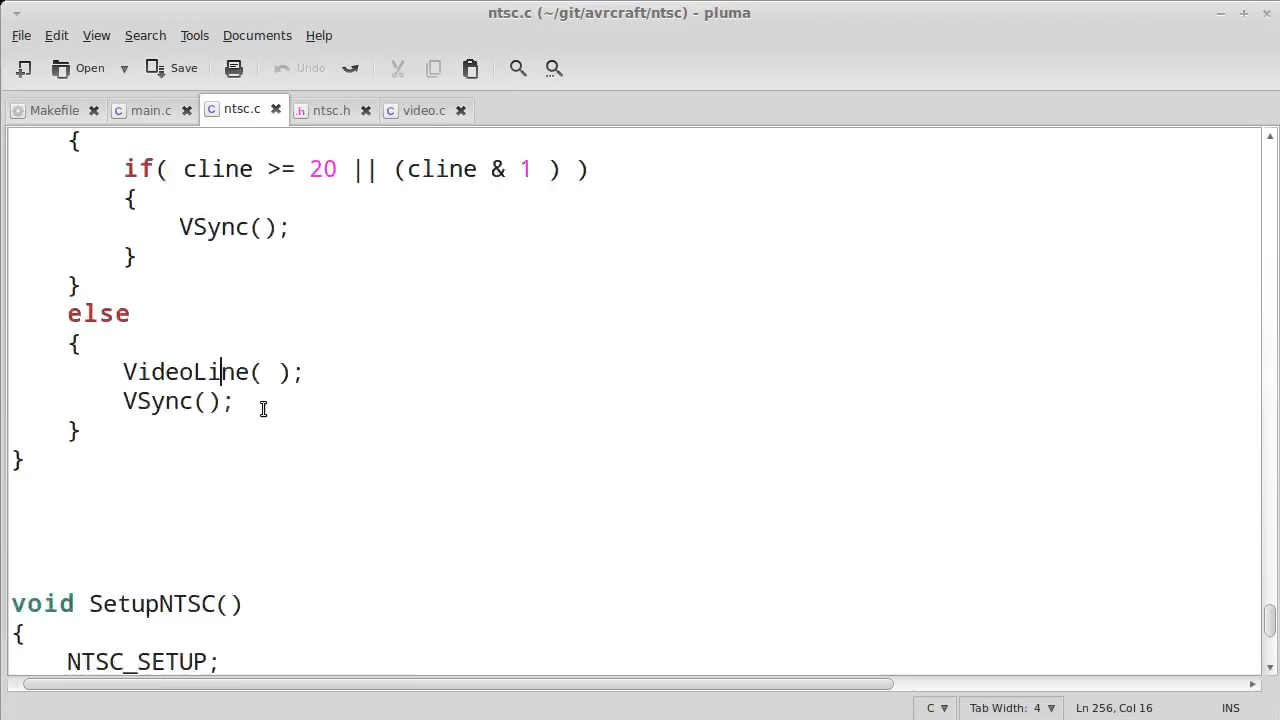 ntsc.c (~/git/avrcraft/ntsc) - pluma
File Edit View Search Tools Documents Help
Open Save Undo
Makefile main.c ntsc.c ntsc.h video.c
{
if( cline >= 20 || (cline & 1 ) )
{
VSync();
}
}
else
{
VideoLine( );
VSync();
}
}
void SetupNTSC()
{
NTSC_SETUP;
C Tab Width: 4 Ln 256, Col 16 INS